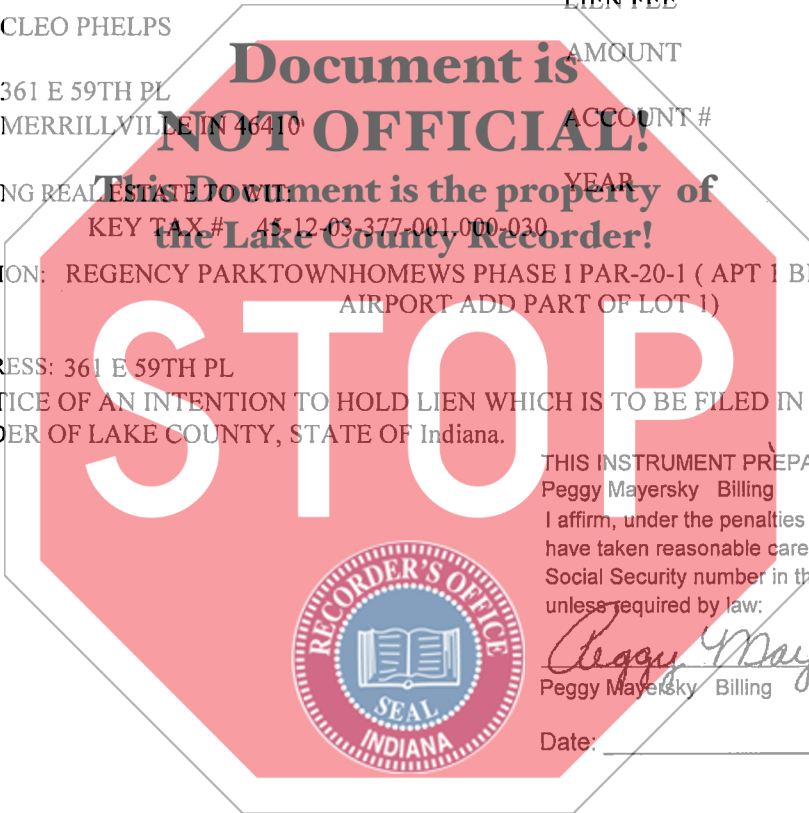 LIEN FEE
CLEO PHELPS
AMOUNT
361 E 59TH PL
MERRILLVILLE IN 46410
ACCOUNT #
NG REAL ESTATE TO WIT:
YEAR
KEY TAX # 45-12-03-377-001.000-030
ION: REGENCY PARKTOWNHOMEWS PHASE I PAR-20-1 ( APT 1 B
AIRPORT ADD PART OF LOT 1)
RESS: 361 E 59TH PL
TICE OF AN INTENTION TO HOLD LIEN WHICH IS TO BE FILED IN
DER OF LAKE COUNTY, STATE OF Indiana.
THIS INSTRUMENT PREPA
Peggy Mayersky Billing
I affirm, under the penalties
have taken reasonable care
Social Security number in th
unless required by law:
Peggy May
Peggy Mayersky Billing
Date:
Document is
NOT OFFICIAL!
This Document is the property of
the Lake County Recorder!
STOP
RECORDER'S OFFICE
SEAL
INDIANA